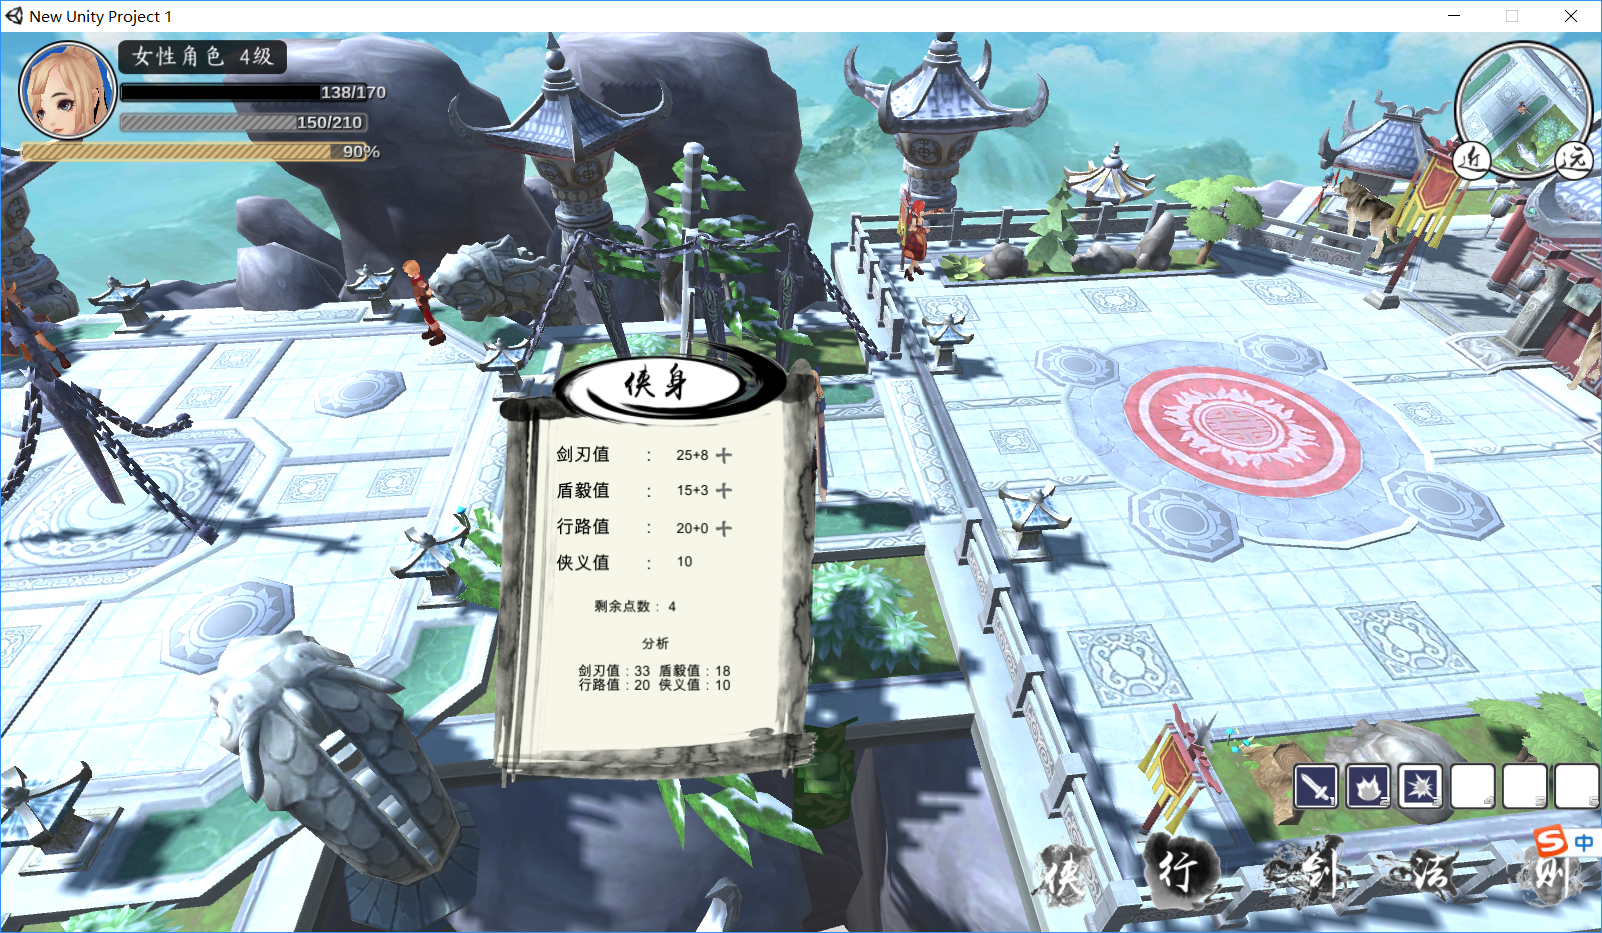 New Unity Project 1
女性角色 4级
138/170
150/210
90%
近 远
侠身
剑刃值 : 25+8
盾毅值 : 15+3
行路值 : 20+0
侠义值 : 10
剩余点数 : 4
分析
剑刃值 : 33 盾毅值 : 18
行路值 : 20 侠义值 : 10
侠 行 剑 法 则
中